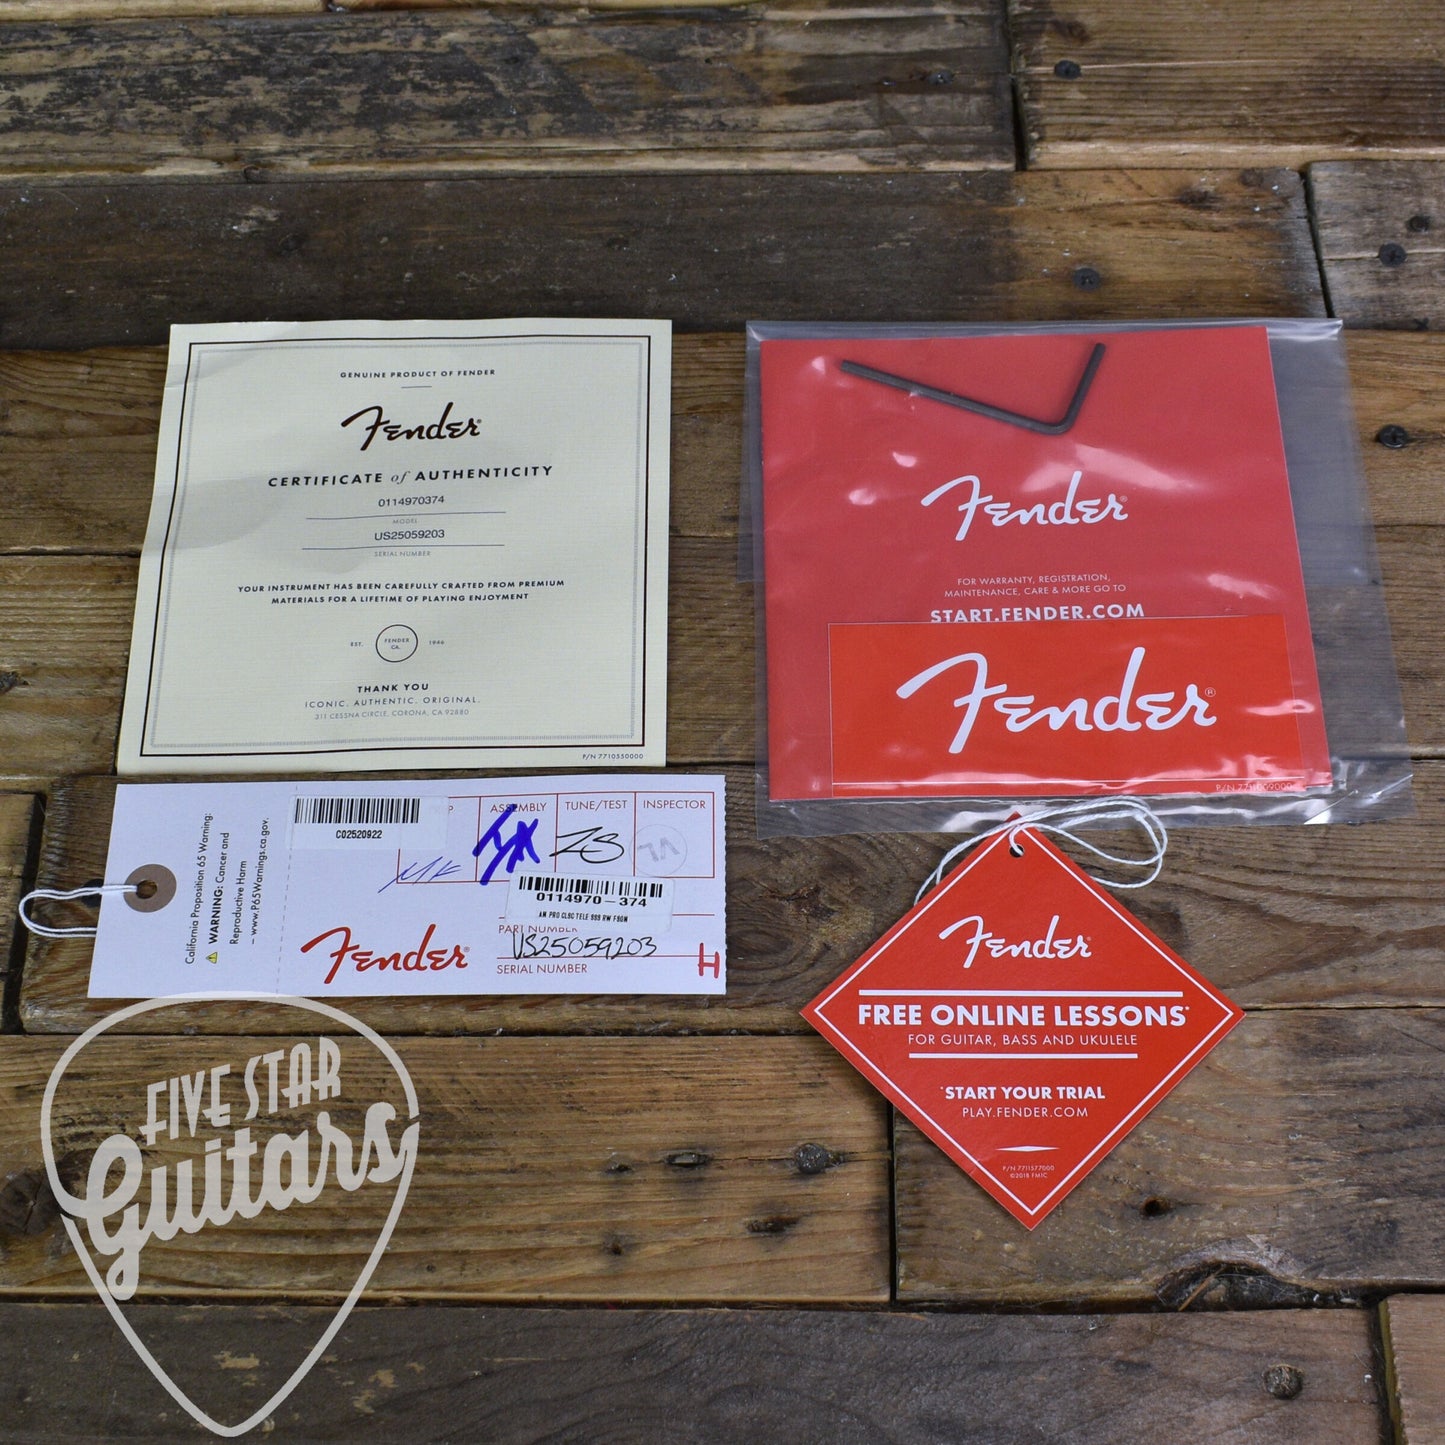 GENUINE PRODUCT OF FENDER
Fender®
CERTIFICATE of AUTHENTICITY
0114970374
MODEL
US25059203
SERIAL NUMBER
YOUR INSTRUMENT HAS BEEN CAREFULLY CRAFTED FROM PREMIUM
MATERIALS FOR A LIFETIME OF PLAYING ENJOYMENT
EST. FENDER CA. 1946
THANK YOU
ICONIC. AUTHENTIC. ORIGINAL.
311 CESSNA CIRCLE, CORONA, CA 92880
P/N 7710550000
Fender®
FOR WARRANTY, REGISTRATION,
MAINTENANCE, CARE & MORE GO TO
START.FENDER.COM
Fender®
California Proposition 65 Warning:
⚠ WARNING: Cancer and
Reproductive Harm
– www.P65Warnings.ca.gov.
C02520922
ASSEMBLY
TUNE/TEST
INSPECTOR
0114970-374
AM PRO CLSC TELE RW
PART NUMBER
US25059203
SERIAL NUMBER
H
Fender®
Fender®
FREE ONLINE LESSONS*
FOR GUITAR, BASS AND UKULELE
*START YOUR TRIAL
PLAY.FENDER.COM
P/N 7711577000
©2018 FMIC
FIVE STAR
Guitars